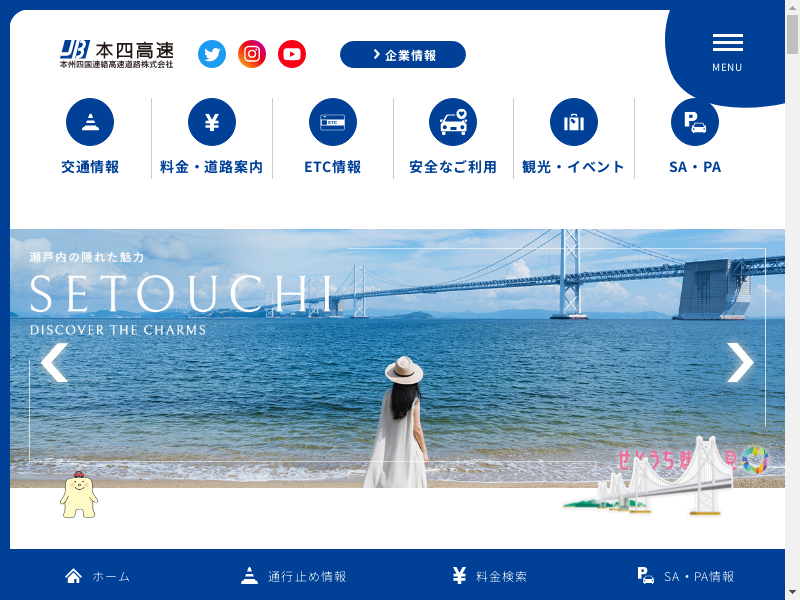 JB本四高速
本州四国連絡高速道路株式会社
企業情報
MENU
交通情報
料金・道路案内
ETC情報
安全なご利用
観光・イベント
SA・PA
瀬戸内の隠れた魅力
SETOUCHI
DISCOVER THE CHARMS
せとうち
見
ホーム
通行止め情報
料金検索
SA・PA情報